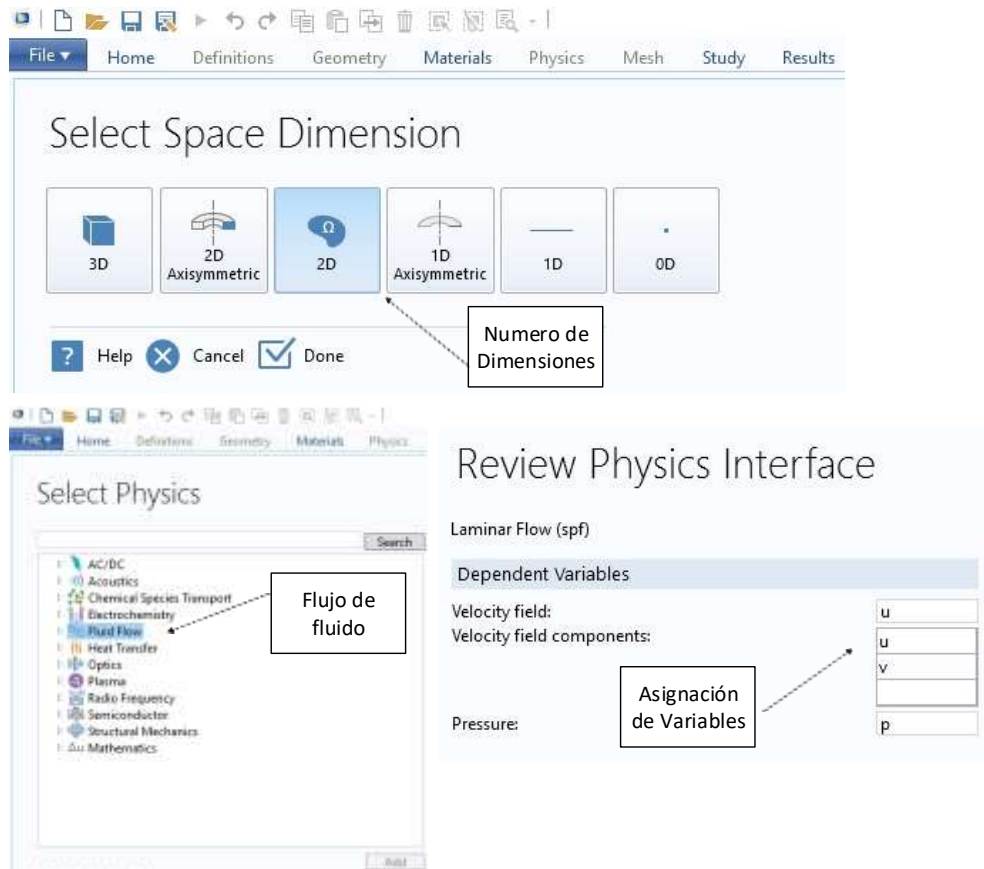 File Home Definitions Geometry Materials Physics Mesh Study Results
Select Space Dimension
3D
2D
Axisymmetric
2D
Ω
1D
Axisymmetric
1D
0D
Numero de
Dimensiones
? Help Cancel Done
File Home Definitions Geometry Materials Physics
Select Physics
Search
AC/DC
Acoustics
Chemical Species Transport
Electrochemistry
Fluid Flow
Heat Transfer
Optics
Plasma
Radio Frequency
Semiconductor
Structural Mechanics
Δu Mathematics
Add
Flujo de
fluido
Review Physics Interface
Laminar Flow (spf)
Dependent Variables
Velocity field: u
Velocity field components: u
v
Pressure: p
Asignación
de Variables